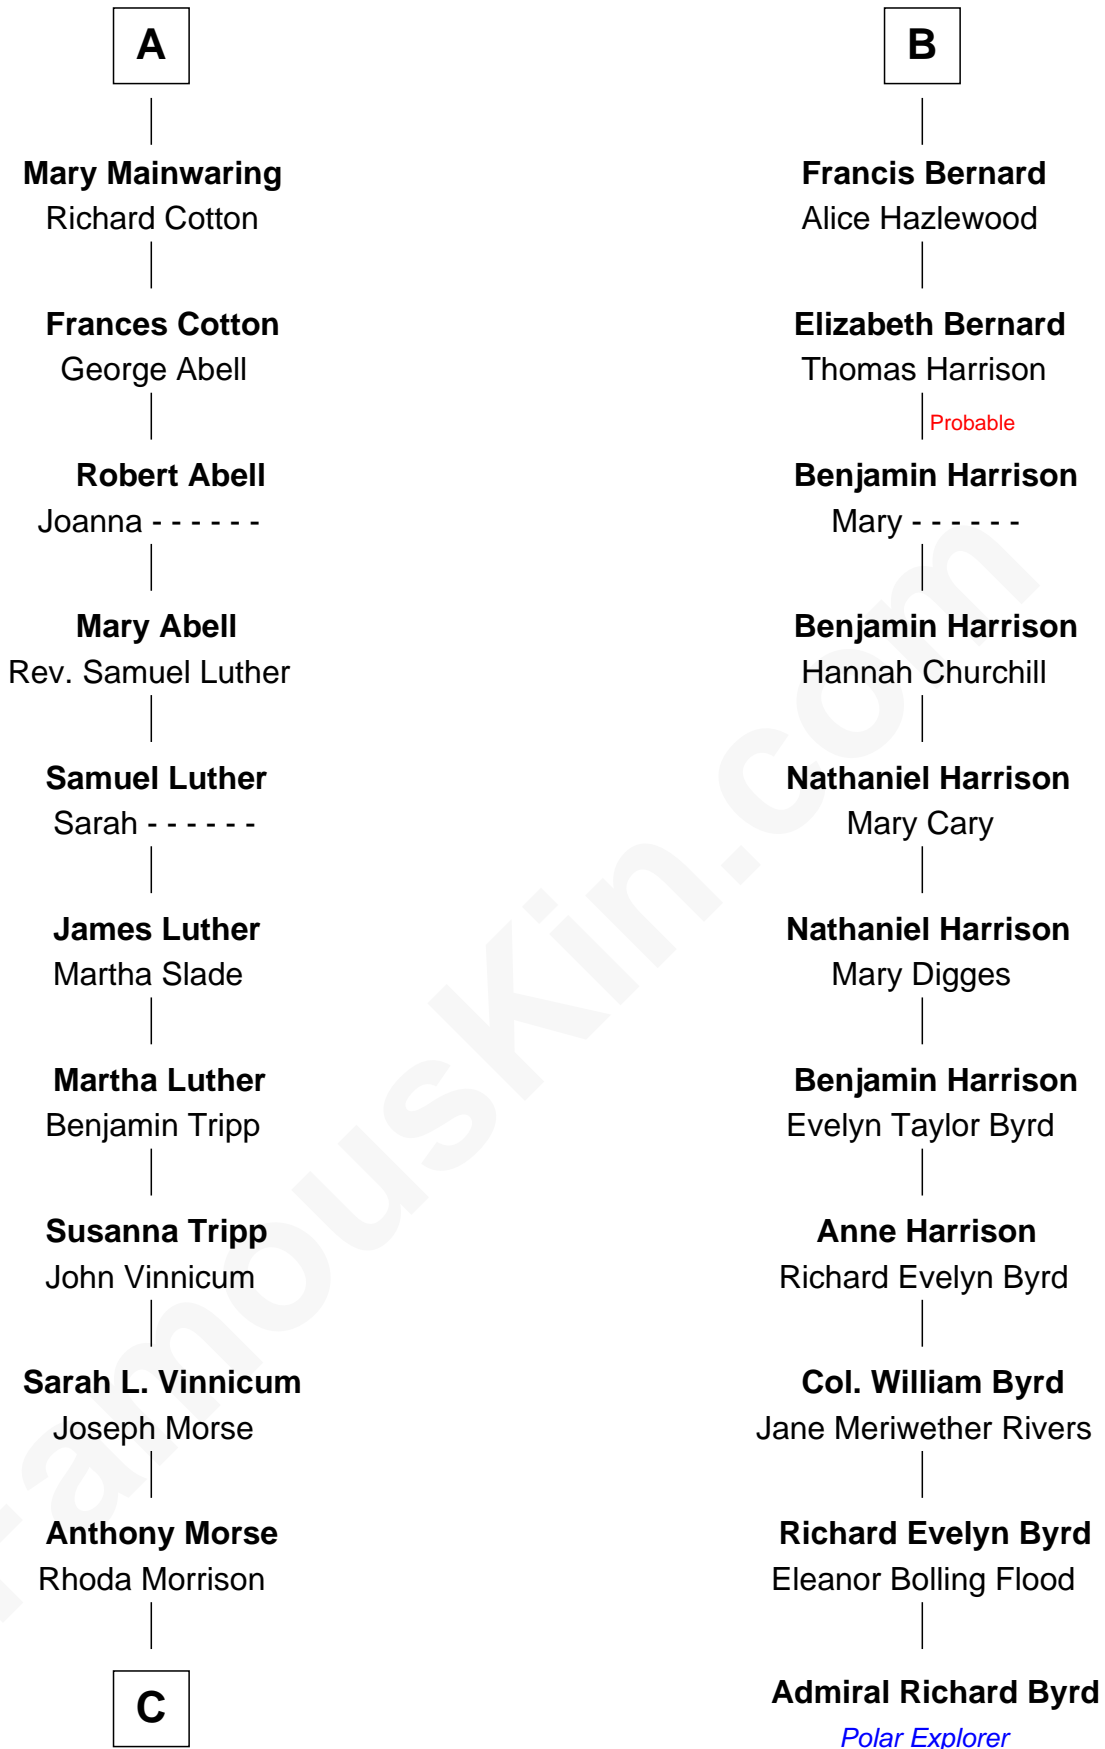 A
Mary Mainwaring
Richard Cotton
Frances Cotton
George Abell
Robert Abell
Joanna - - - - - -
Mary Abell
Rev. Samuel Luther
Samuel Luther
Sarah - - - - - -
James Luther
Martha Slade
Martha Luther
Benjamin Tripp
Susanna Tripp
John Vinnicum
Sarah L. Vinnicum
Joseph Morse
Anthony Morse
Rhoda Morrison
C
B
Francis Bernard
Alice Hazlewood
Elizabeth Bernard
Thomas Harrison
Probable
Benjamin Harrison
Mary - - - - - -
Benjamin Harrison
Hannah Churchill
Nathaniel Harrison
Mary Cary
Nathaniel Harrison
Mary Digges
Benjamin Harrison
Evelyn Taylor Byrd
Anne Harrison
Richard Evelyn Byrd
Col. William Byrd
Jane Meriwether Rivers
Richard Evelyn Byrd
Eleanor Bolling Flood
Admiral Richard Byrd
Polar Explorer
FamousKin.com